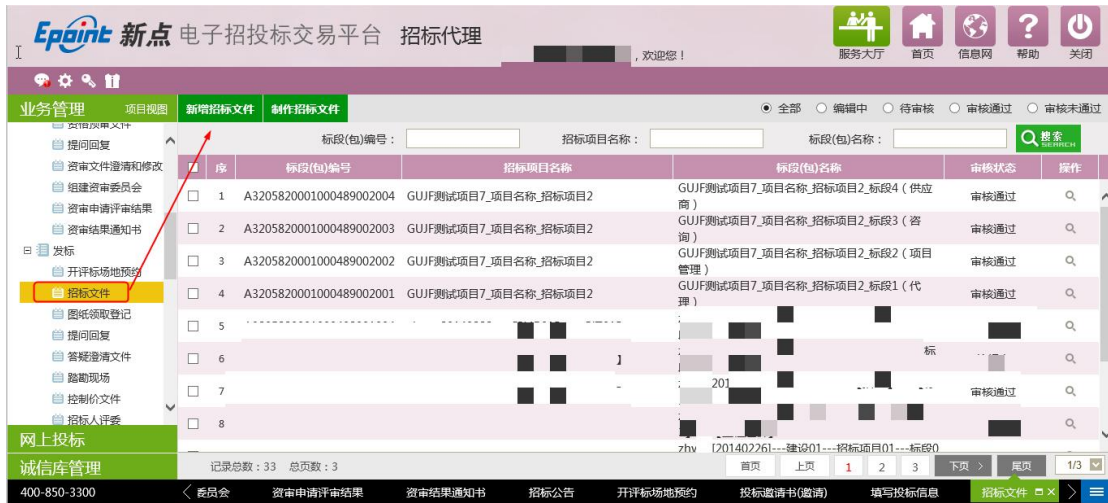 Epoint 新点 电子招投标交易平台 招标代理
，欢迎您！
服务大厅 首页 信息网 帮助 关闭
业务管理 项目视图 新增招标文件 制作招标文件 全部 编辑中 待审核 审核通过 审核未通过
资格预审文件
提问回复
资审文件澄清和修改
组建资审委员会
资审申请评审结果
资审结果通知书
发标
开评标场地预约
招标文件
图纸领取登记
提问回复
答疑澄清文件
踏勘现场
控制价文件
招标人评委
网上投标
诚信库管理
标段(包)编号： 招标项目名称： 标段(包)名称： 搜索 SEARCH
序 标段(包)编号 招标项目名称 标段(包)名称 审核状态 操作
1 A3205820001000489002004 GUJF测试项目7_项目名称_招标项目2 GUJF测试项目7_项目名称_招标项目2_标段4（供应商） 审核通过
2 A3205820001000489002003 GUJF测试项目7_项目名称_招标项目2 GUJF测试项目7_项目名称_招标项目2_标段3（咨询） 审核通过
3 A3205820001000489002002 GUJF测试项目7_项目名称_招标项目2 GUJF测试项目7_项目名称_招标项目2_标段2（项目管理） 审核通过
4 A3205820001000489002001 GUJF测试项目7_项目名称_招标项目2 GUJF测试项目7_项目名称_招标项目2_标段1（代理） 审核通过
5
6 标
7 201 审核通过
8
[20140226]---建设01---招标项目01---标段0
记录总数：33 总页数：3 首页 上页 1 2 3 下页 尾页 1/3
400-850-3300 委员会 资审申请评审结果 资审结果通知书 招标公告 开评标场地预约 投标邀请书(邀请) 填写投标信息 招标文件